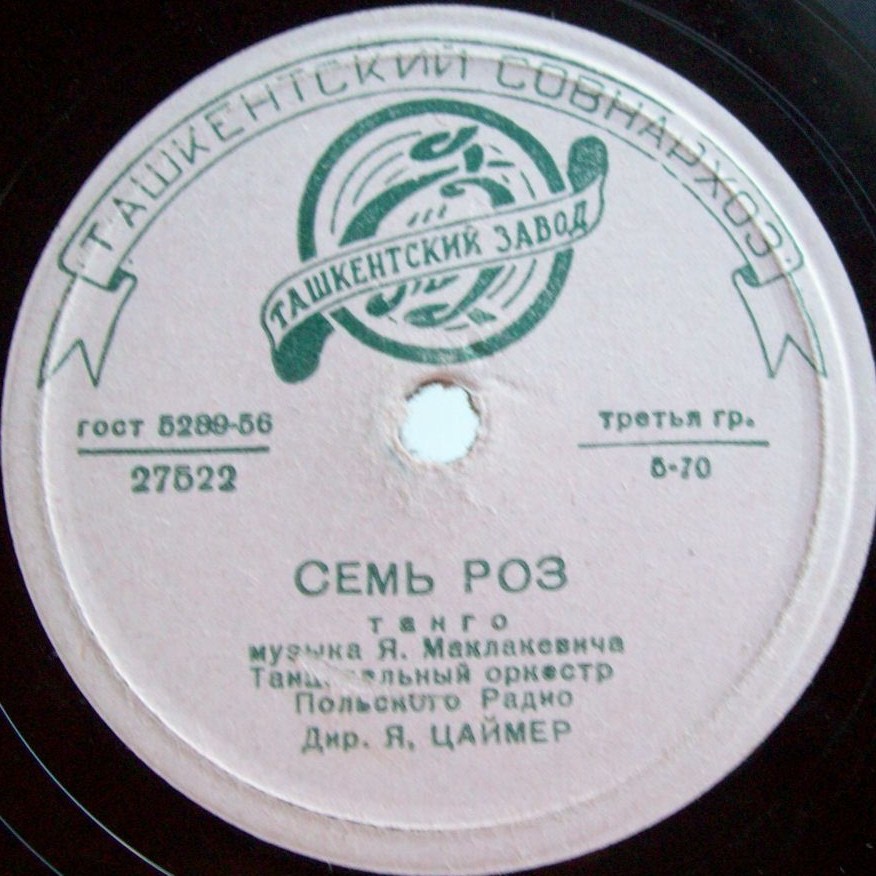 ТАШКЕНТСКИЙ СОВНАРХОЗ
ТАШКЕНТСКИЙ ЗАВОД
гост 5289-56
27522
третья гр.
5-70
СЕМЬ РОЗ
танго
музыка Я. Маклакевича
Танцевальный оркестр
Польского Радио
Дир. Я. ЦАЙМЕР